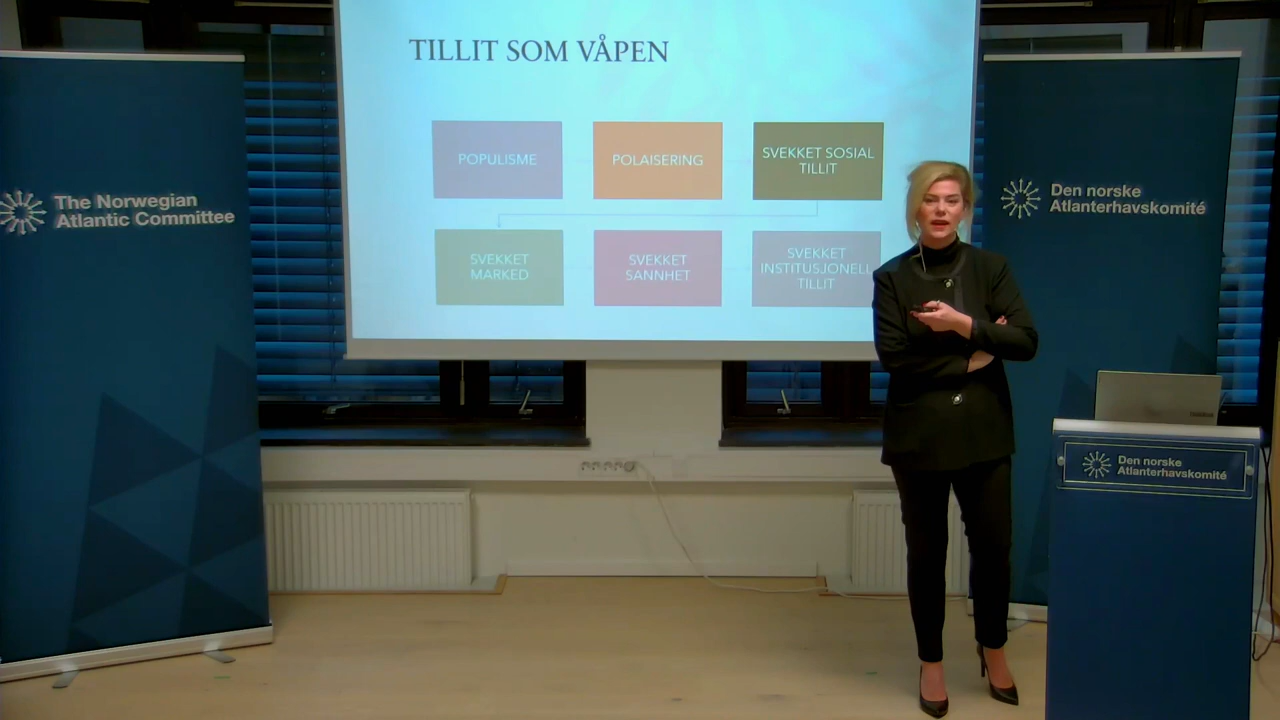 TILLIT SOM VÅPEN
POPULISME
POLAISERING
SVEKKET SOSIAL
TILLIT
SVEKKET
MARKED
SVEKKET
SANNHET
SVEKKET
INSTITUSJONELL
TILLIT
The Norwegian
Atlantic Committee
Den norske
Atlanterhavskomité
Den norske
Atlanterhavskomité